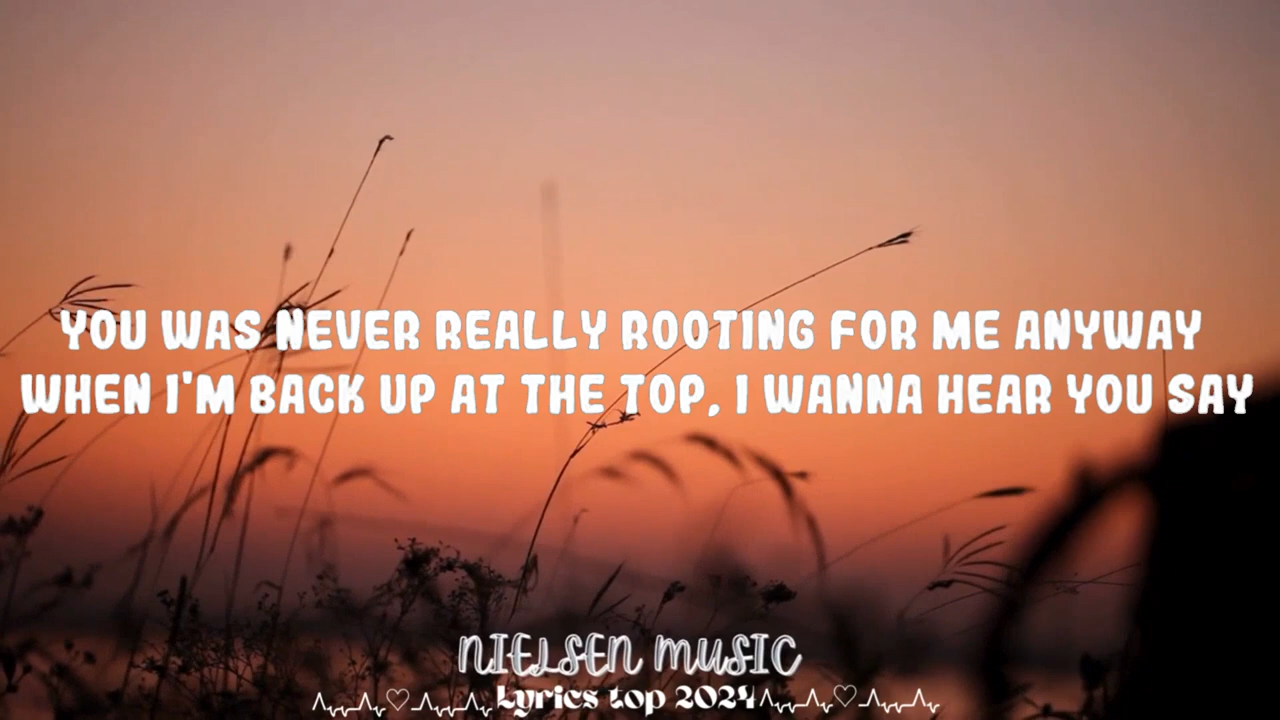 YOU WAS NEVER REALLY ROOTING FOR ME ANYWAY
WHEN I'M BACK UP AT THE TOP, I WANNA HEAR YOU SAY
NIELSEN MUSIC
Lyrics top 2024